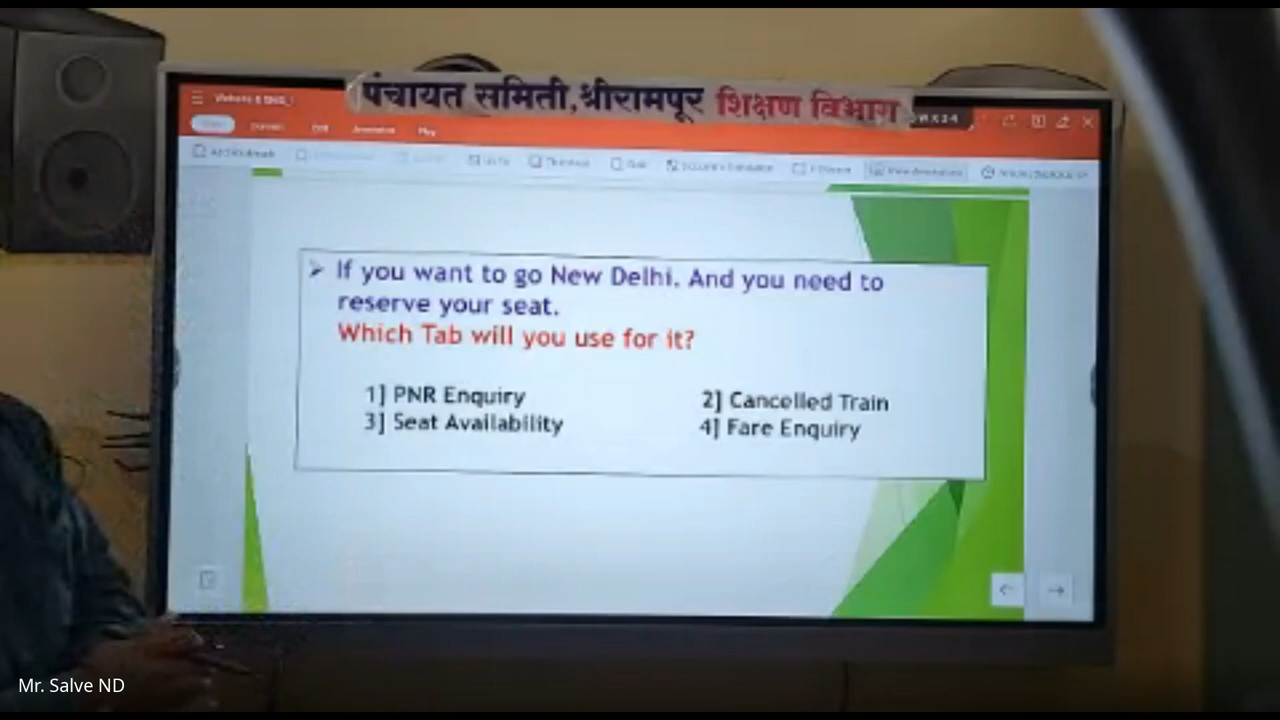 पंचायत समिती,श्रीरामपूर शिक्षण विभाग
Edit
Play
➤ If you want to go New Delhi. And you need to
reserve your seat.
Which Tab will you use for it?
1] PNR Enquiry 2] Cancelled Train
3] Seat Availability 4] Fare Enquiry
Mr. Salve ND